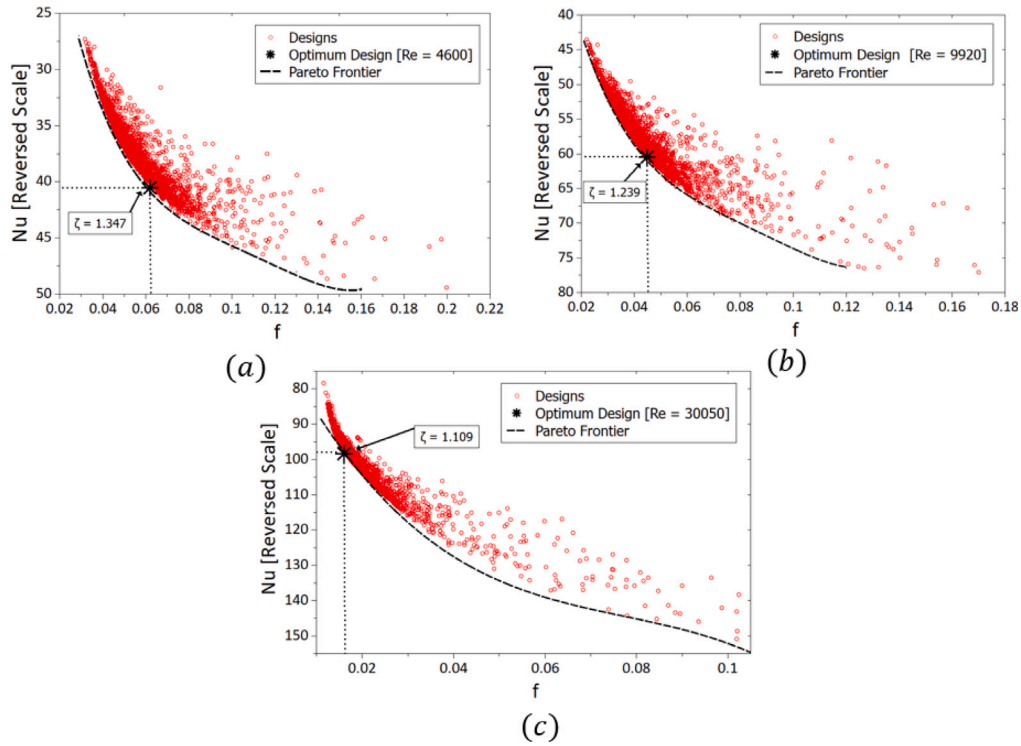 Designs
Optimum Design [Re = 4600]
Pareto Frontier
25
30
35
40
45
50
Nu [Reversed Scale]
ζ = 1.347
0.02 0.04 0.06 0.08 0.1 0.12 0.14 0.16 0.18 0.2 0.22
f
(a)
Designs
Optimum Design [Re = 9920]
Pareto Frontier
40
45
50
55
60
65
70
75
80
Nu [Reversed Scale]
ζ = 1.239
0.02 0.04 0.06 0.08 0.10 0.12 0.14 0.16 0.18
f
(b)
Designs
Optimum Design [Re = 30050]
Pareto Frontier
80
90
100
110
120
130
140
150
Nu [Reversed Scale]
ζ = 1.109
0.02 0.04 0.06 0.08 0.1
f
(c)